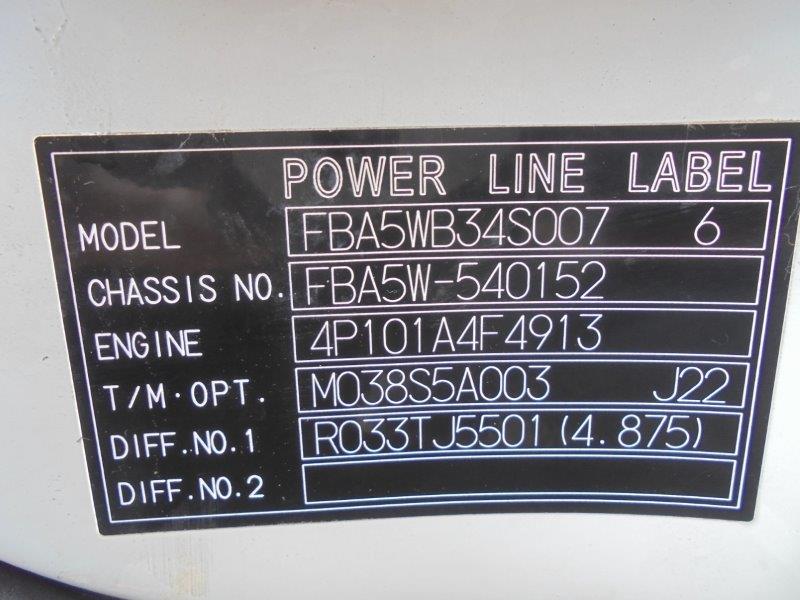 POWER LINE LABEL
MODEL FBA5WB34S007 6
CHASSIS NO. FBA5W-540152
ENGINE 4P101A4F4913
T/M·OPT. M038S5A003 J22
DIFF.NO.1 R033TJ5501(4.875)
DIFF.NO.2